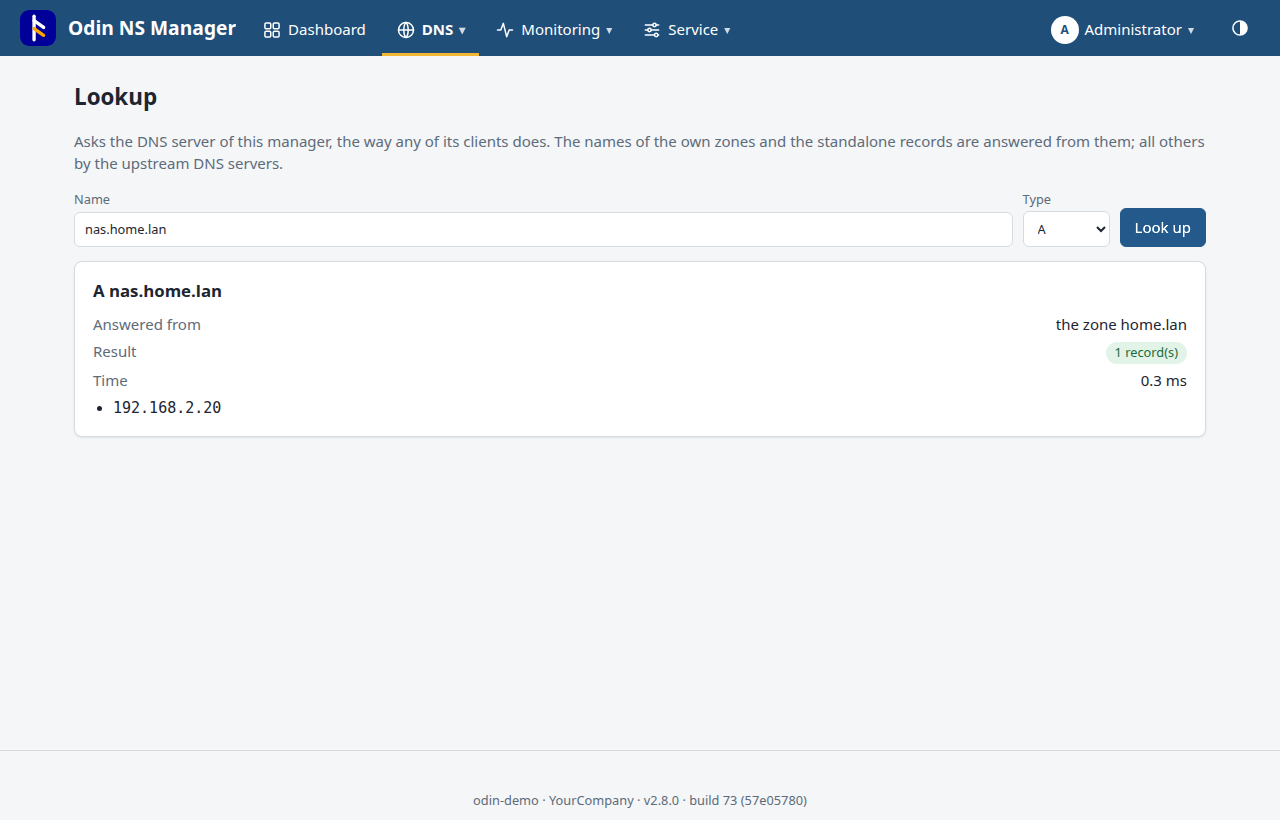 Odin NS Manager Dashboard DNS ▾ Monitoring ▾ Service ▾ A Administrator ▾
Lookup
Asks the DNS server of this manager, the way any of its clients does. The names of the own zones and the standalone records are answered from them; all others
by the upstream DNS servers.
Name Type
nas.home.lan A Look up
A nas.home.lan
Answered from the zone home.lan
Result 1 record(s)
Time 0.3 ms
• 192.168.2.20
odin-demo · YourCompany · v2.8.0 · build 73 (57e05780)